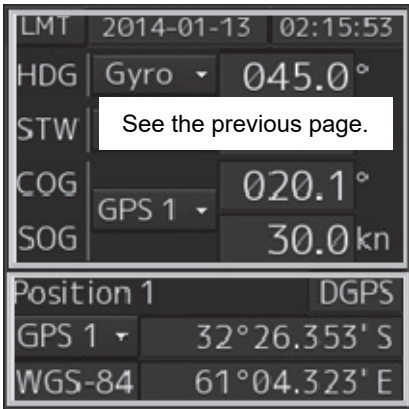 LMT 2014-01-13 02:15:53
HDG Gyro 045.0°
STW See the previous page.
COG 020.1°
GPS 1
SOG 30.0 kn
Position 1 DGPS
GPS 1 32°26.353' S
WGS-84 61°04.323' E